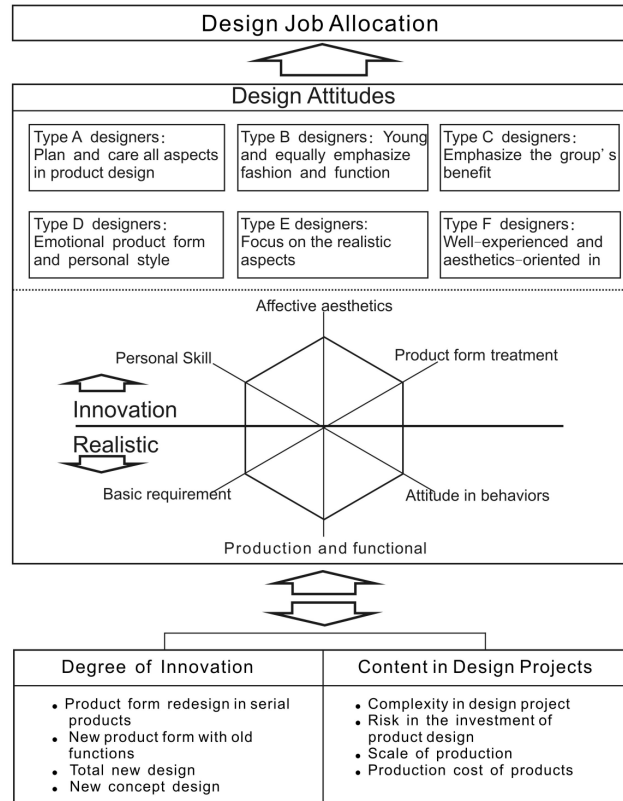 Design Job Allocation
Design Attitudes
Type A designers:
Plan and care all aspects
in product design
Type B designers: Young
and equally emphasize
fashion and function
Type C designers:
Emphasize the group's
benefit
Type D designers:
Emotional product form
and personal style
Type E designers:
Focus on the realistic
aspects
Type F designers:
Well-experienced and
aesthetics-oriented in
Affective aesthetics
Personal Skill
Product form treatment
Innovation
Realistic
Basic requirement
Attitude in behaviors
Production and functional
Degree of Innovation
• Product form redesign in serial
products
• New product form with old
functions
• Total new design
• New concept design
Content in Design Projects
• Complexity in design project
• Risk in the investment of
product design
• Scale of production
• Production cost of products